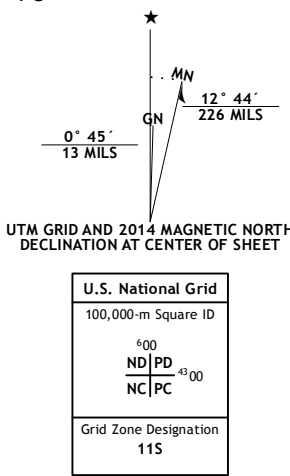 MN
GN
12° 44´
226 MILS
0° 45´
13 MILS
UTM GRID AND 2014 MAGNETIC NORTH
DECLINATION AT CENTER OF SHEET
U.S. National Grid
100,000-m Square ID
600
ND PD
4300
NC PC
Grid Zone Designation
11S